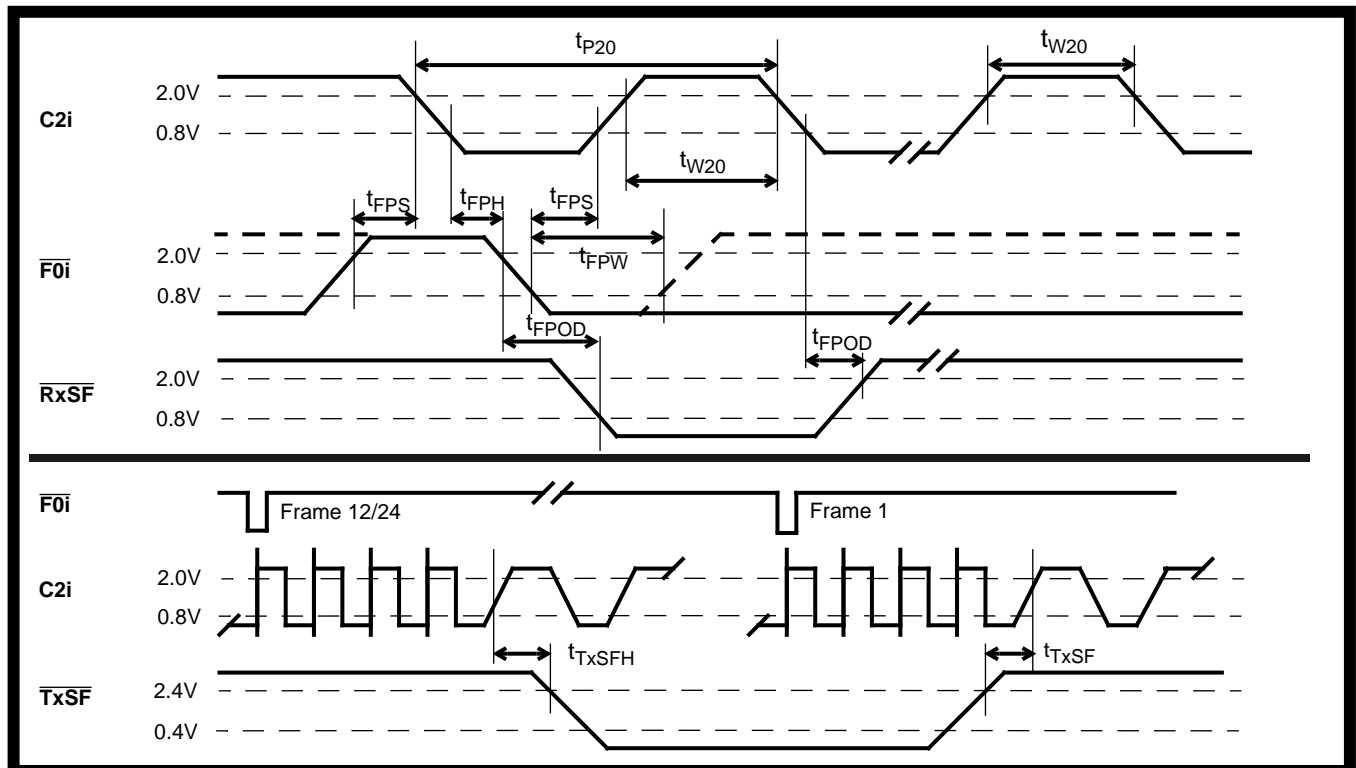 tP20
tW20
C2i
2.0V
0.8V
tW20
tFPS
tFPH
tFPS
F0i
2.0V
0.8V
tFPW
tFPOD
tFPOD
RxSF
2.0V
0.8V
F0i
Frame 12/24
Frame 1
C2i
2.0V
0.8V
tTxSFH
tTxSF
TxSF
2.4V
0.4V